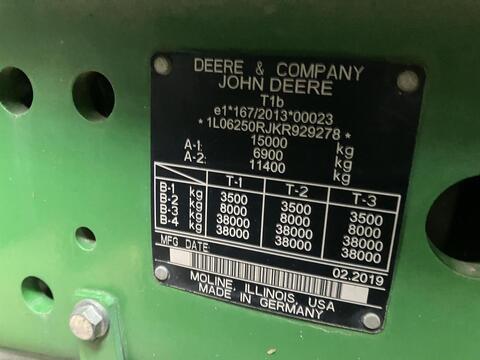 DEERE & COMPANY
JOHN DEERE
T1b
e1*167/2013*00023
* 1L06250RJKR929278 *
15000 kg
A-1: 6900 kg
A-2: 11400 kg
T-1 T-2 T-3
B-1 kg 3500 3500 3500
B-2 kg 8000 8000 8000
B-3 kg 38000 38000 38000
B-4 kg 38000 38000 38000
MFG DATE: 02.2019
MOLINE, ILLINOIS, USA
MADE IN GERMANY